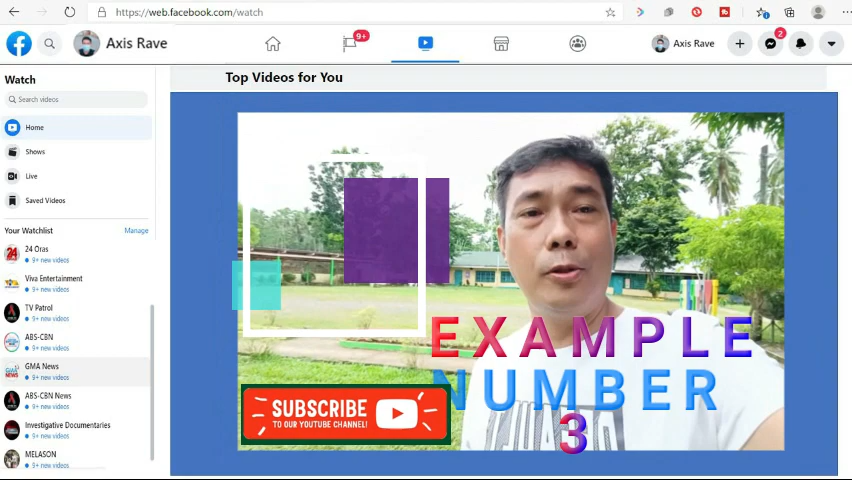 https://web.facebook.com/watch
Axis Rave
9+
Axis Rave
2
Watch
Search videos
Home
Shows
Live
Saved Videos
Your Watchlist
Manage
24 Oras
9+ new videos
Viva Entertainment
9+ new videos
TV Patrol
9+ new videos
ABS-CBN
9+ new videos
GMA News
9+ new videos
ABS-CBN News
9+ new videos
Investigative Documentaries
9+ new videos
MELASON
9+ new videos
Top Videos for You
EXAMPLE
NUMBER
3
SUBSCRIBE
TO OUR YOUTUBE CHANNEL!